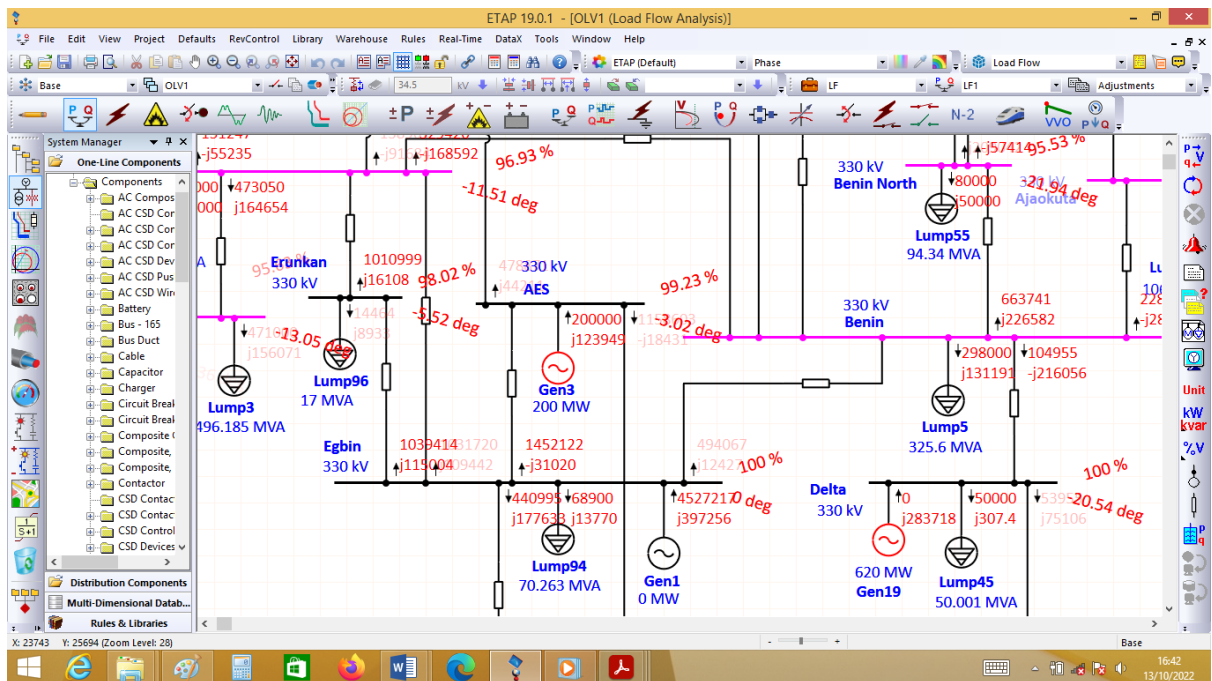 ETAP 19.0.1 - [OLV1 (Load Flow Analysis)]
File Edit View Project Defaults RevControl Library Warehouse Rules Real-Time DataX Tools Window Help
ETAP (Default) Phase Load Flow
Base OLV1 34.5 kV LF LF1 Adjustments
N-2 VVO
System Manager
One-Line Components
Components
AC Compos
AC CSD Cor
AC CSD Cor
AC CSD Cor
AC CSD Dev
AC CSD Pus
AC CSD Wire
Battery
Bus - 165
Bus Duct
Cable
Capacitor
Charger
Circuit Break
Circuit Break
Composite
Composite,
Composite,
Contactor
CSD Contac
CSD Contac
CSD Control
CSD Devices
Distribution Components
Multi-Dimensional Datab...
Rules & Libraries
-j55235
-j168592
96.93 %
-11.51 deg
473050
j164654
Erunkan
330 kV
1010999
j16108
98.02 %
-5.52 deg
330 kV
AES
99.23 %
-3.02 deg
14464
j8933
200000
j123949
-j18431
j156071
-13.05 deg
Lump3
496.185 MVA
Lump96
17 MVA
Gen3
200 MW
-j57414
95.53 %
330 kV
Benin North
80000
j50000
-21.94 deg
Ajaokuta
Lump55
94.34 MVA
330 kV
Benin
663741
j226582
298000
j131191
104955
-j216056
Lump5
325.6 MVA
Egbin
330 kV
1039414
j115004
1452122
-j31020
494067
100 %
0 deg
440995
j177633
68900
j13770
4527217
j397256
Lump94
70.263 MVA
Gen1
0 MW
Delta
330 kV
100 %
-20.54 deg
0
j283718
50000
j307.4
j75106
620 MW
Gen19
Lump45
50.001 MVA
Unit
kW
kvar
%V
X: 23743 Y: 25694 (Zoom Level: 28)
Base
16:42
13/10/2022